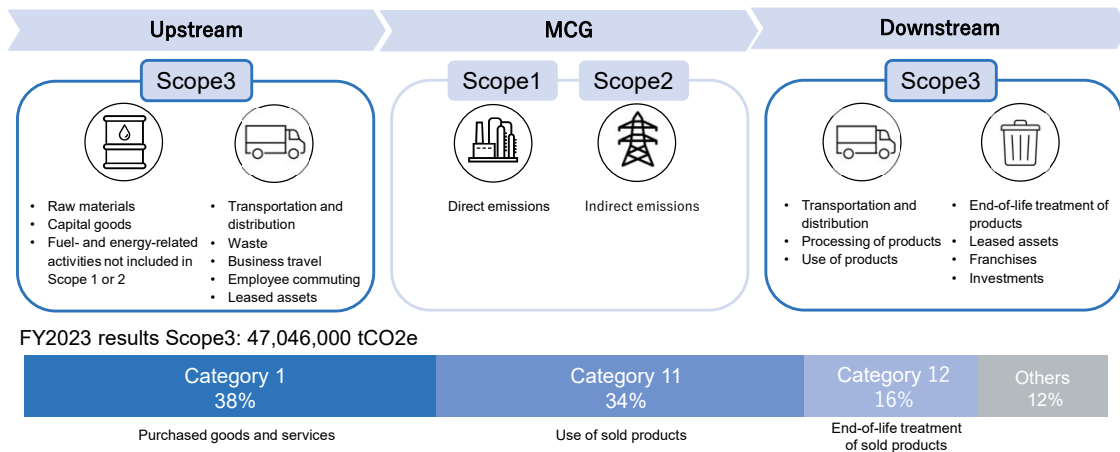 Upstream
MCG
Downstream
Scope3
Scope1
Scope2
Scope3
• Raw materials
• Capital goods
• Fuel- and energy-related
activities not included in
Scope 1 or 2
• Transportation and
distribution
• Waste
• Business travel
• Employee commuting
• Leased assets
Direct emissions
Indirect emissions
• Transportation and
distribution
• Processing of products
• Use of products
• End-of-life treatment of
products
• Leased assets
• Franchises
• Investments
FY2023 results Scope3: 47,046,000 tCO2e
Category 1
38%
Category 11
34%
Category 12
16%
Others
12%
Purchased goods and services
Use of sold products
End-of-life treatment
of sold products